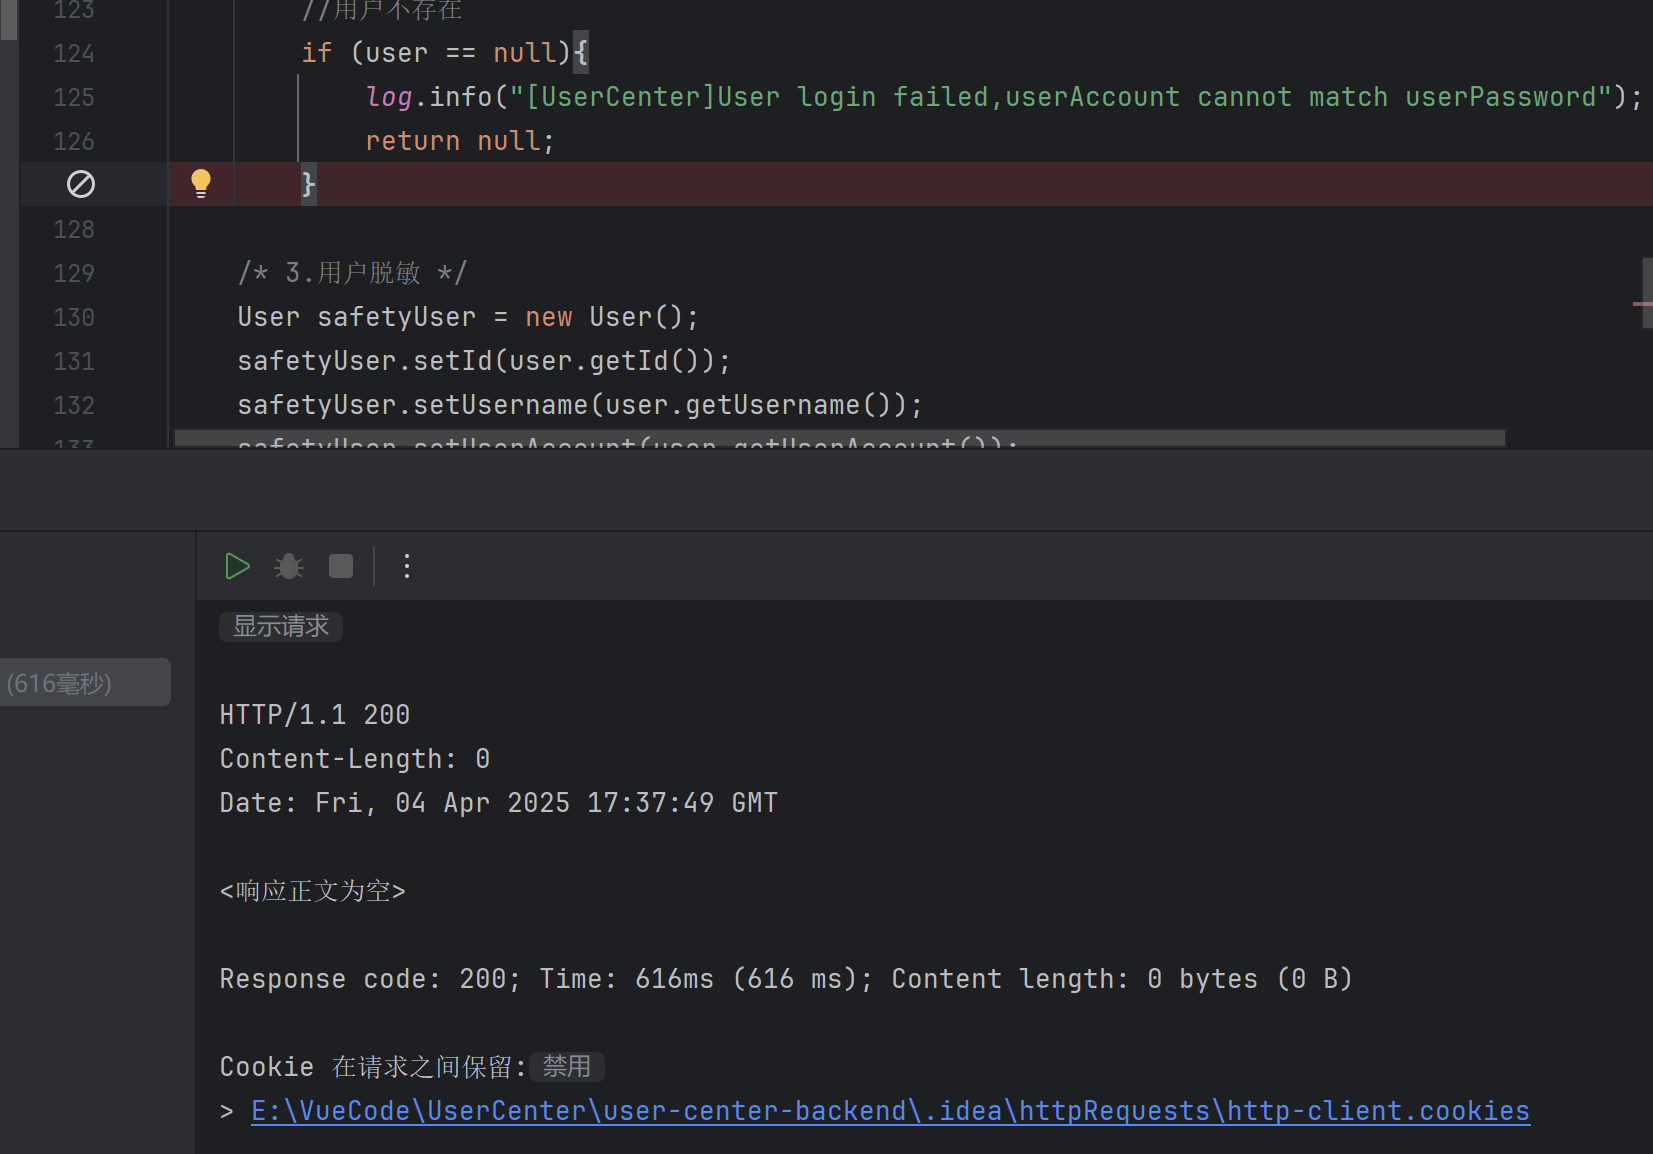 123 //用户不存在
124 if (user == null){
125 log.info("[UserCenter]User login failed,userAccount cannot match userPassword");
126 return null;
}
128
129 /* 3.用户脱敏 */
130 User safetyUser = new User();
131 safetyUser.setId(user.getId());
132 safetyUser.setUsername(user.getUsername());
133 safetyUser.setUserAccount(user.getUserAccount());
显示请求
(616毫秒)
HTTP/1.1 200
Content-Length: 0
Date: Fri, 04 Apr 2025 17:37:49 GMT
<响应正文为空>
Response code: 200; Time: 616ms (616 ms); Content length: 0 bytes (0 B)
Cookie 在请求之间保留: 禁用
> E:\VueCode\UserCenter\user-center-backend\.idea\httpRequests\http-client.cookies